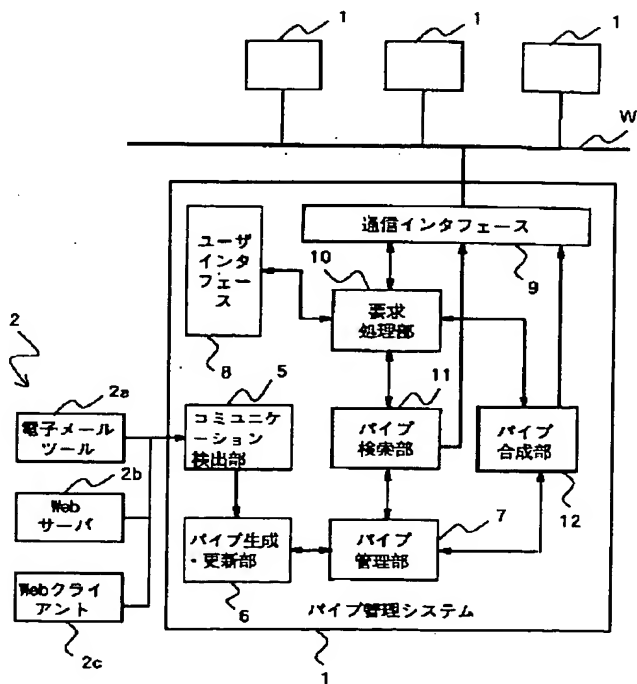 1
1
1
W
通信インタフェース
9
ユーザ
インタ
フェー
ス
8
10
要求
処理部
2
2a
電子メール
ツール
5
コミュニケ
ーション
検出部
11
パイプ
検索部
パイプ
合成部
12
2b
Web
サーバ
パイプ生成
・更新部
6
パイプ
管理部
7
Webクライ
アント
2c
パイプ管理システム
1